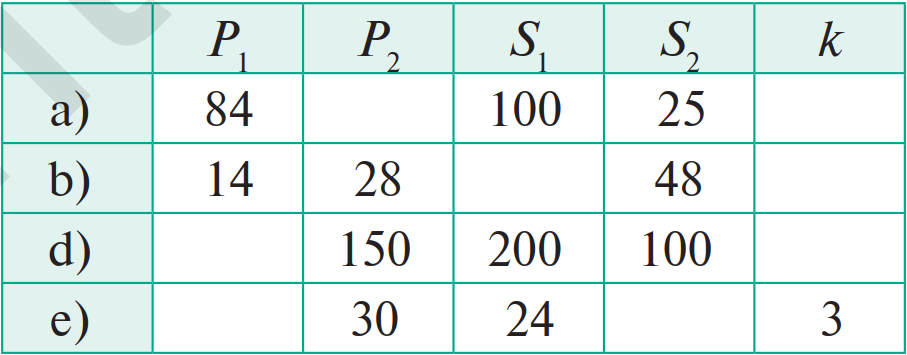 P₁ P₂ S₁ S₂ k
a) 84 100 25
b) 14 28 48
d) 150 200 100
e) 30 24 3